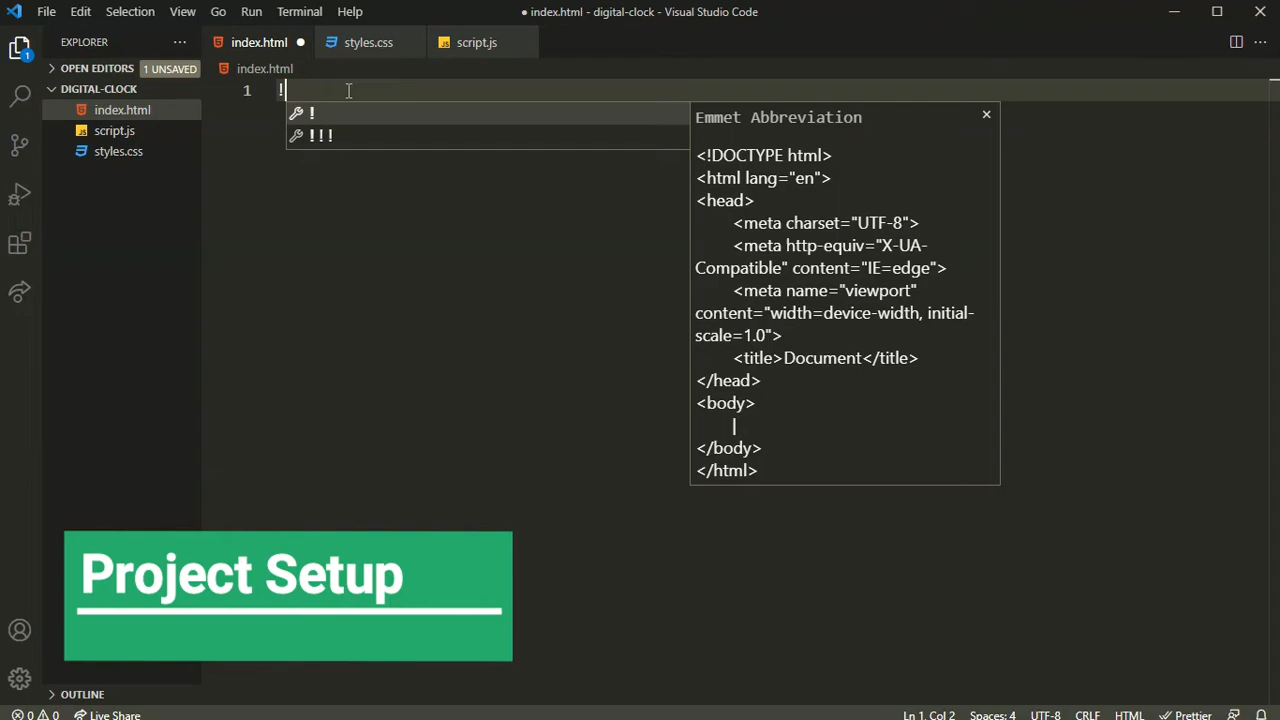 File Edit Selection View Go Run Terminal Help
● index.html - digital-clock - Visual Studio Code
EXPLORER
index.html
styles.css
script.js
OPEN EDITORS 1 UNSAVED
index.html
DIGITAL-CLOCK
index.html
script.js
styles.css
1
1 !
!
!!!
Emmet Abbreviation
<!DOCTYPE html>
<html lang="en">
<head>
<meta charset="UTF-8">
<meta http-equiv="X-UA-
Compatible" content="IE=edge">
<meta name="viewport"
content="width=device-width, initial-
scale=1.0">
<title>Document</title>
</head>
<body>
|
</body>
</html>
Project Setup
OUTLINE
0 0 Live Share
Ln 1, Col 2 Spaces: 4 UTF-8 CRLF HTML Prettier